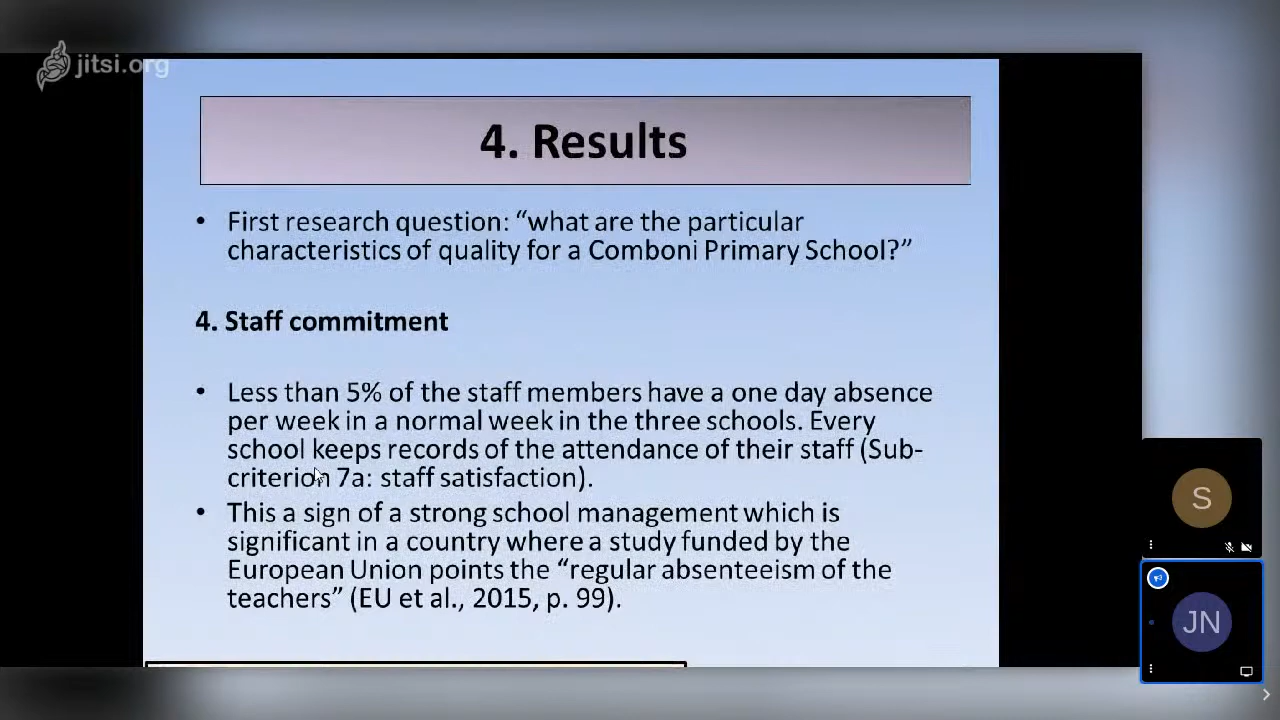 jitsi.org
4. Results
• First research question: “what are the particular
characteristics of quality for a Comboni Primary School?”
4. Staff commitment
• Less than 5% of the staff members have a one day absence
per week in a normal week in the three schools. Every
school keeps records of the attendance of their staff (Sub-
criterion 7a: staff satisfaction).
• This a sign of a strong school management which is
significant in a country where a study funded by the
European Union points the “regular absenteeism of the
teachers” (EU et al., 2015, p. 99).
S
JN